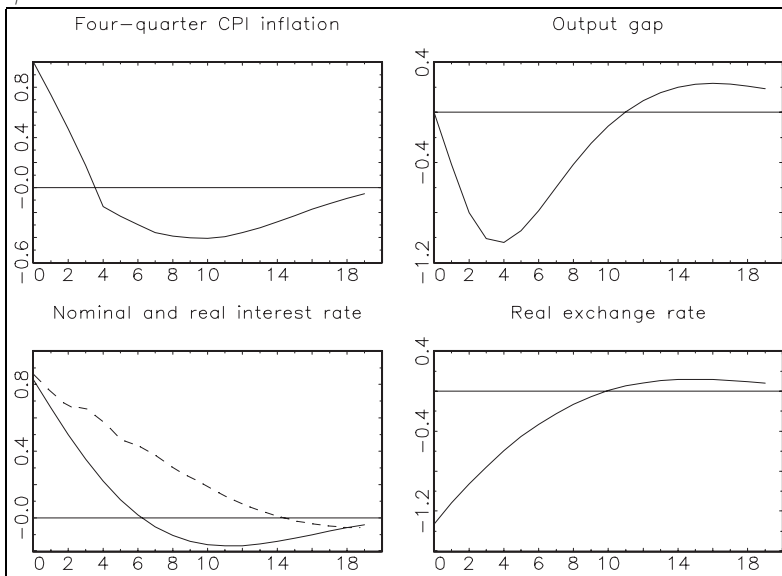 Four-quarter CPI inflation
0.8
0.4
-0.0
-0.6
0 2 4 6 8 10 14 18
Output gap
0.4
-0.4
-1.2
0 2 4 6 8 10 14 18
Nominal and real interest rate
0.8
0.4
-0.0
0 2 4 6 8 10 14 18
Real exchange rate
0.4
-0.4
-1.2
0 2 4 6 8 10 14 18